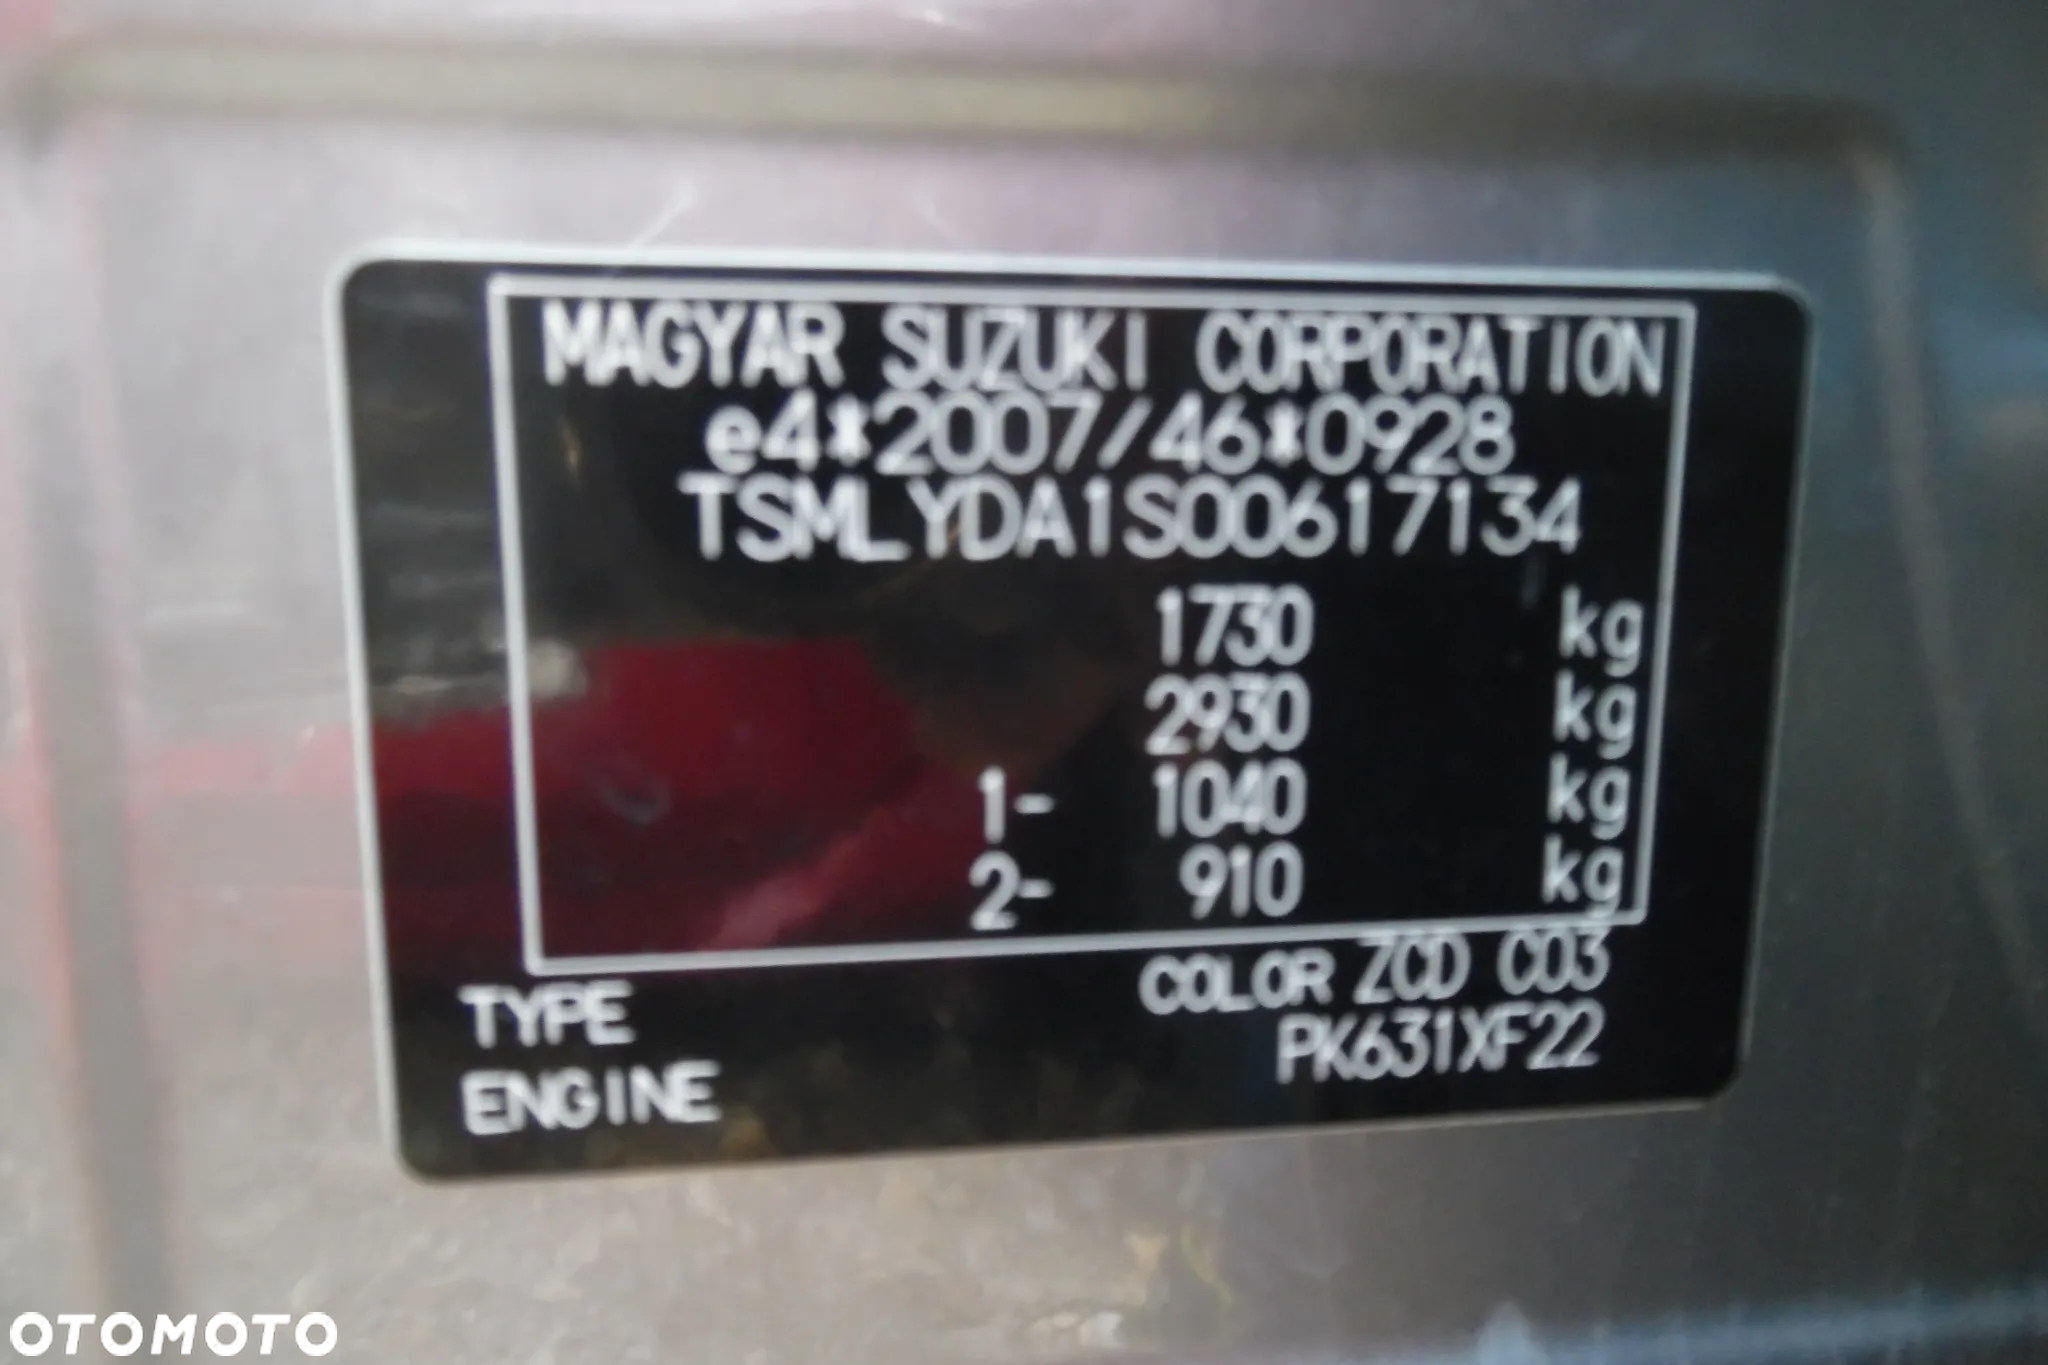 MAGYAR SUZUKI CORPORATION
e4*2007/46*0928
TSMLYDA1S00617134
1730 kg
2930 kg
1- 1040 kg
2- 910 kg
COLOR ZCD C03
TYPE PK631XF22
ENGINE
OTOMOTO